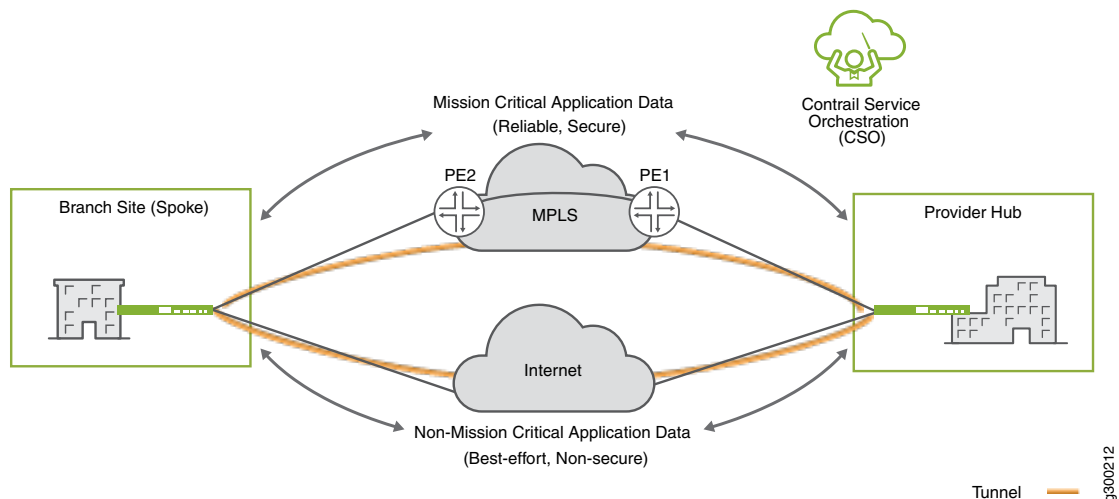 Mission Critical Application Data
(Reliable, Secure)
Contrail Service
Orchestration
(CSO)
PE2
PE1
Branch Site (Spoke)
MPLS
Provider Hub
Internet
Non-Mission Critical Application Data
(Best-effort, Non-secure)
Tunnel
g300212